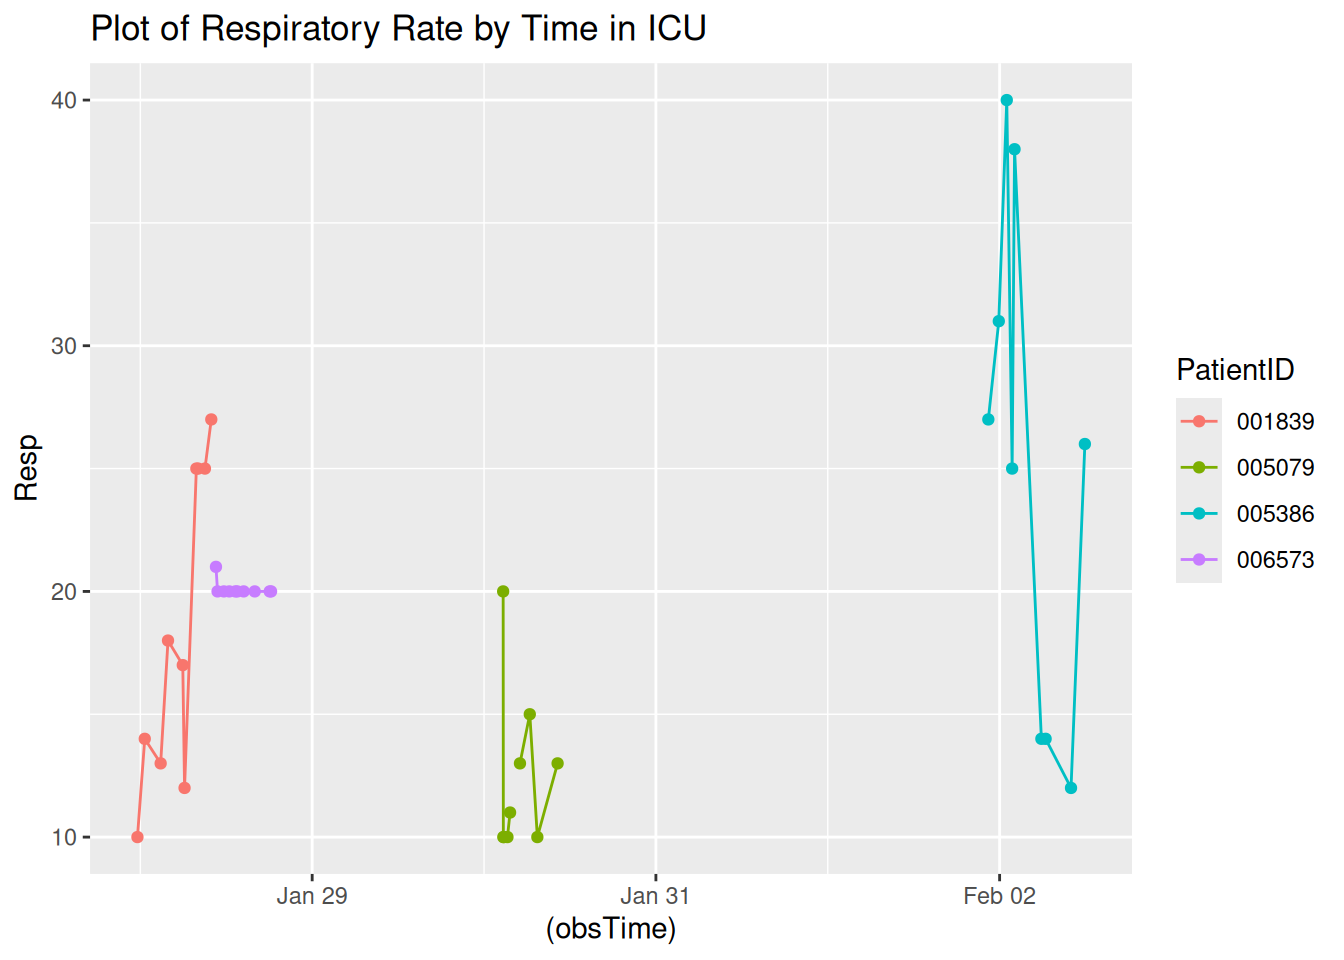 Plot of Respiratory Rate by Time in ICU
40
30
20
10
Resp
Jan 29
Jan 31
Feb 02
(obsTime)
PatientID
001839
005079
005386
006573